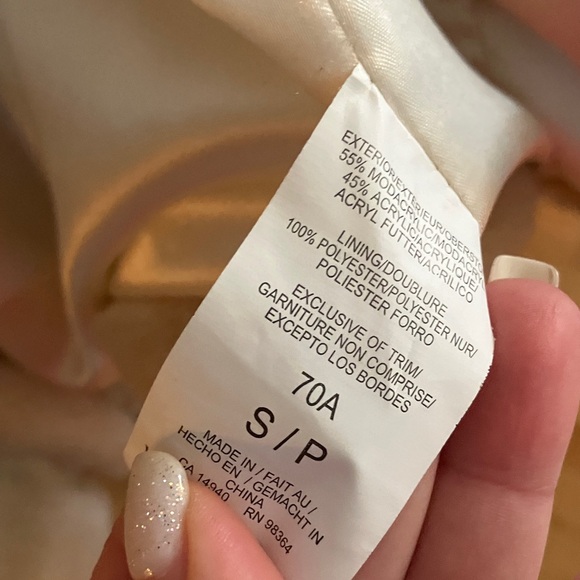 EXTERIOR/EXTERIEUR/OBERSTO
55% MODACRYLIC/MODACRY
45% ACRYLIC/ACRYLIQUE/
ACRYL FUTTER/ACRILICO
LINING/DOUBLURE
100% POLYESTER/POLYESTER NUR/
POLIESTER FORRO
EXCLUSIVE OF TRIM/
GARNITURE NON COMPRISE/
EXCEPTO LOS BORDES
70A
S / P
MADE IN / FAIT AU /
HECHO EN / GEMACHT IN
CHINA
CA 14940 RN 98364